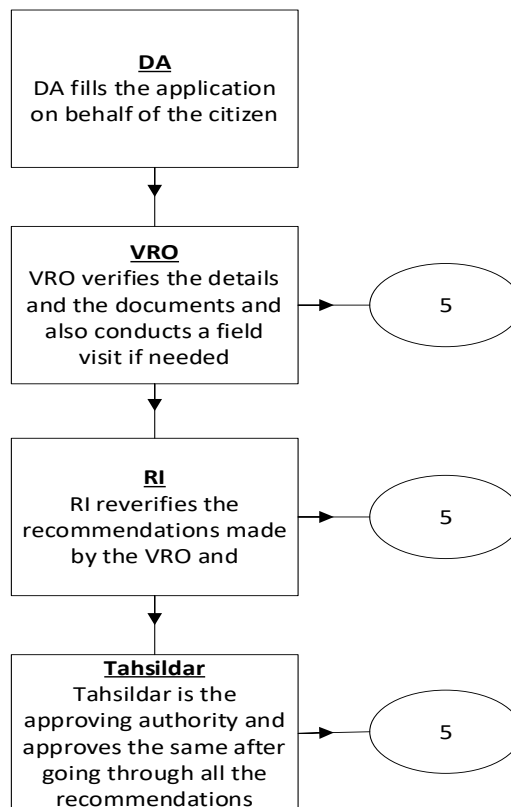 DA
DA fills the application
on behalf of the citizen
VRO
VRO verifies the details
and the documents and
also conducts a field
visit if needed
5
RI
RI reverifies the
recommendations made
by the VRO and
5
Tahsildar
Tahsildar is the
approving authority and
approves the same after
going through all the
recommendations
5